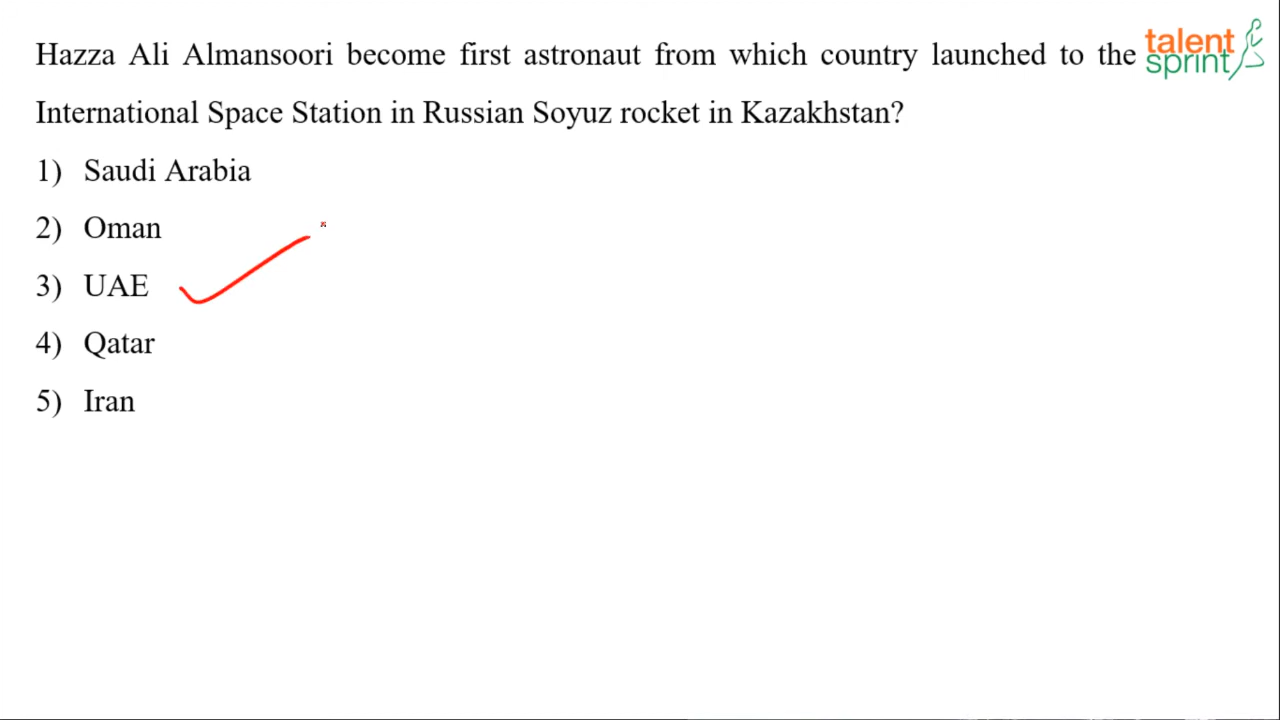 Hazza Ali Almansoori become first astronaut from which country launched to the
International Space Station in Russian Soyuz rocket in Kazakhstan?
1) Saudi Arabia
2) Oman
3) UAE
4) Qatar
5) Iran
talent
sprint